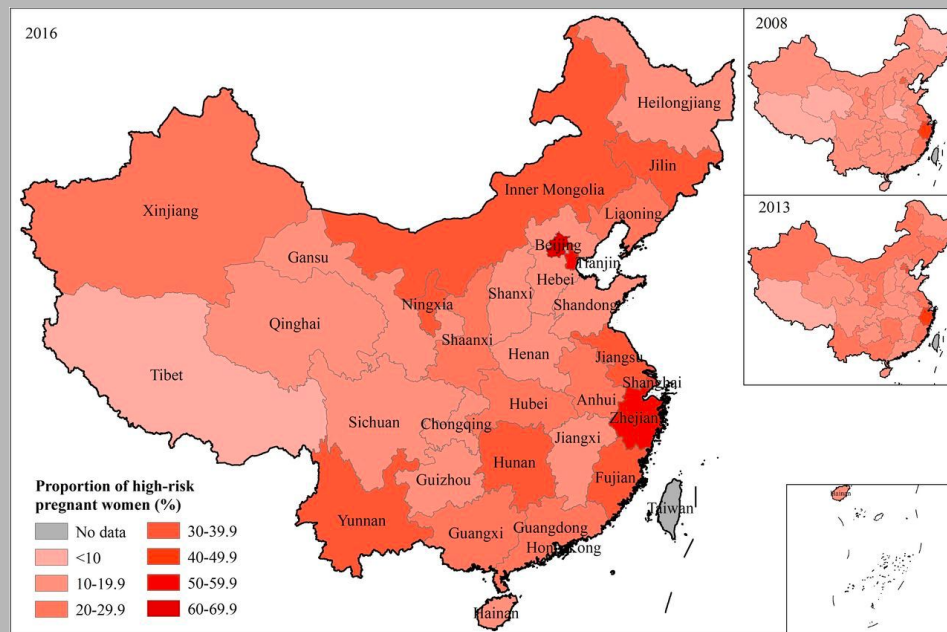 2016
2008
2013
Heilongjiang
Jilin
Inner Mongolia
Liaoning
Xinjiang
Beijing
Tianjin
Gansu
Hebei
Ningxia
Shanxi
Shandong
Qinghai
Shaanxi
Henan
Jiangsu
Tibet
Shanghai
Hubei
Anhui
Zhejian
Sichuan
Chongqing
Jiangxi
Hunan
Guizhou
Fujian
Yunnan
Taiwan
Guangxi
Guangdong
Hong Kong
Hainan
Hainan
Proportion of high-risk
pregnant women (%)
No data
<10
10-19.9
20-29.9
30-39.9
40-49.9
50-59.9
60-69.9